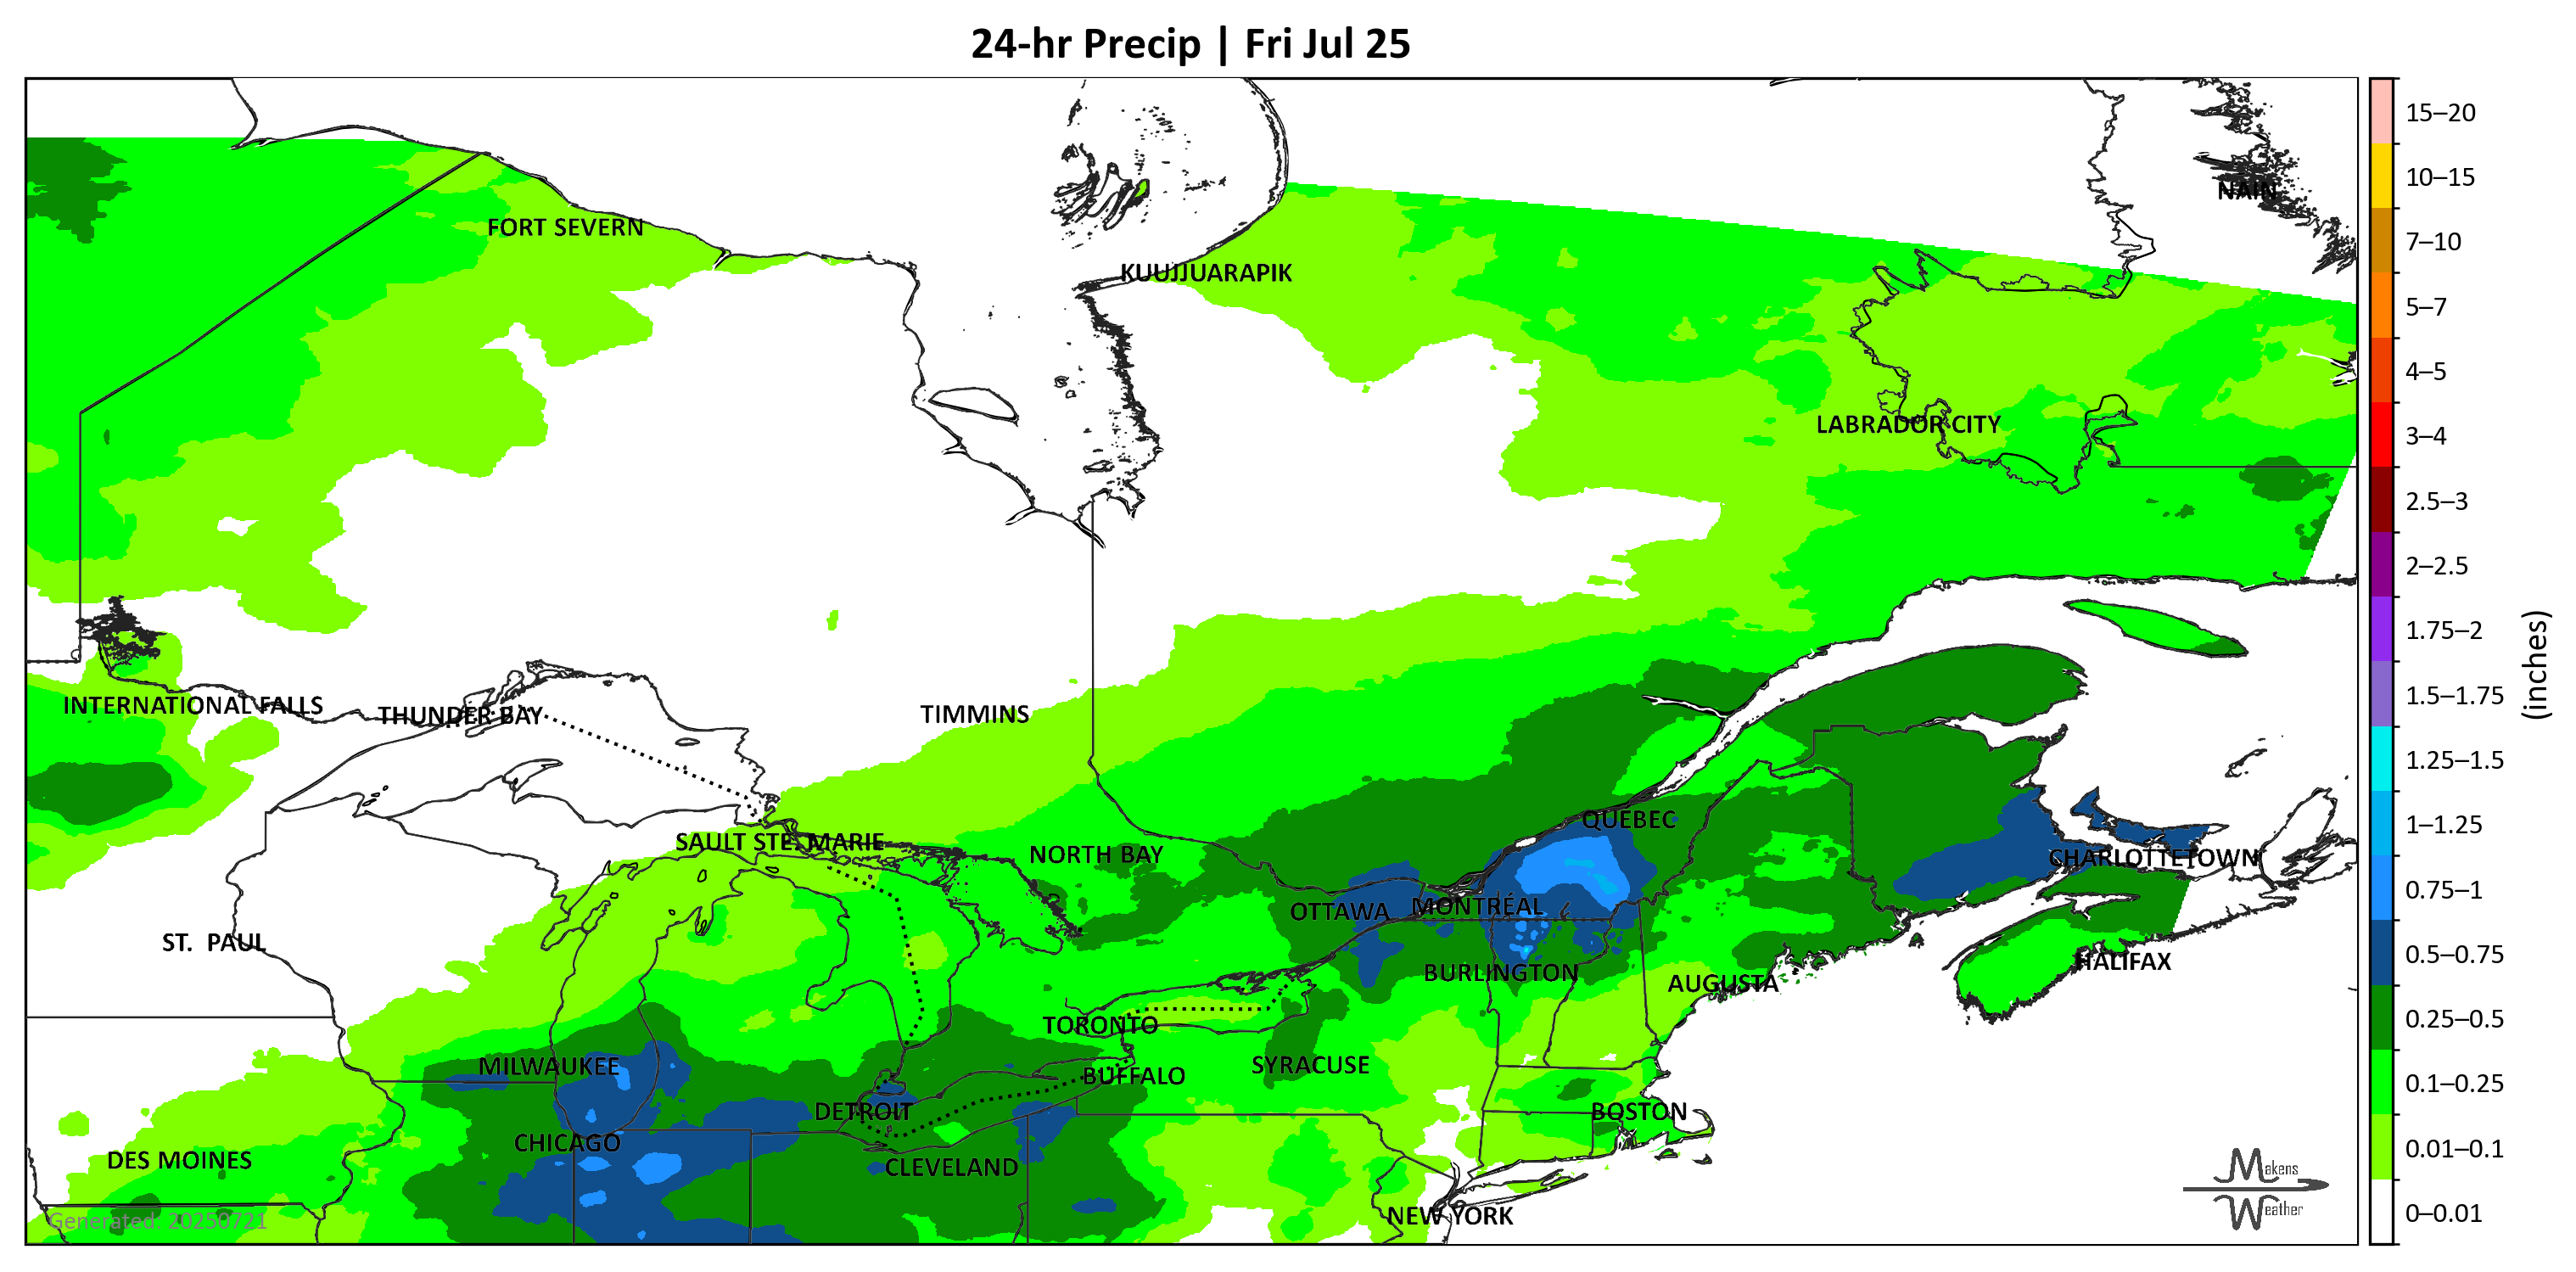 24-hr Precip | Fri Jul 25
NAIN
FORT SEVERN
KUUJJUARAPIK
LABRADOR CITY
INTERNATIONAL FALLS
THUNDER BAY
TIMMINS
QUEBEC
SAULT STE. MARIE
NORTH BAY
CHARLOTTETOWN
OTTAWA
MONTRÉAL
ST. PAUL
HALIFAX
BURLINGTON
AUGUSTA
TORONTO
MILWAUKEE
SYRACUSE
BUFFALO
DETROIT
BOSTON
CHICAGO
DES MOINES
CLEVELAND
NEW YORK
Generated: 20250721
Makens
Weather
15–20
10–15
7–10
5–7
4–5
3–4
2.5–3
2–2.5
1.75–2
1.5–1.75
1.25–1.5
1–1.25
0.75–1
0.5–0.75
0.25–0.5
0.1–0.25
0.01–0.1
0–0.01
(inches)